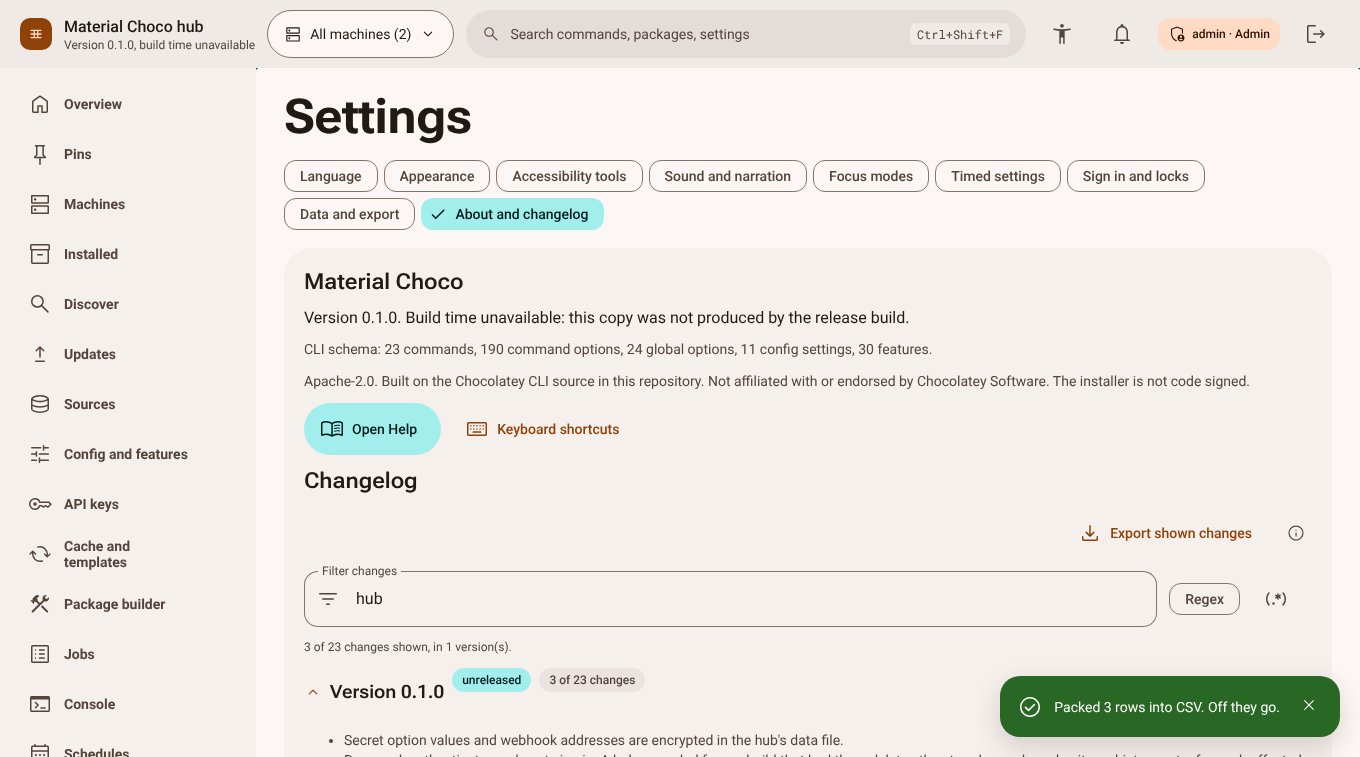 Material Choco hub
Version 0.1.0, build time unavailable
All machines (2)
Search commands, packages, settings
Ctrl+Shift+F
admin · Admin
Overview
Pins
Machines
Installed
Discover
Updates
Sources
Config and features
API keys
Cache and
templates
Package builder
Jobs
Console
Schedules
Settings
Language
Appearance
Accessibility tools
Sound and narration
Focus modes
Timed settings
Sign in and locks
Data and export
About and changelog
Material Choco
Version 0.1.0. Build time unavailable: this copy was not produced by the release build.
CLI schema: 23 commands, 190 command options, 24 global options, 11 config settings, 30 features.
Apache-2.0. Built on the Chocolatey CLI source in this repository. Not affiliated with or endorsed by Chocolatey Software. The installer is not code signed.
Open Help
Keyboard shortcuts
Changelog
Export shown changes
Filter changes
hub
Regex
(.*)
3 of 23 changes shown, in 1 version(s).
Version 0.1.0
unreleased
3 of 23 changes
Packed 3 rows into CSV. Off they go.
• Secret option values and webhook addresses are encrypted in the hub's data file.